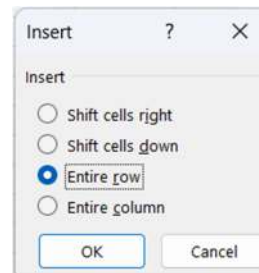 Insert ?
Insert
Shift cells right
Shift cells down
Entire row
Entire column
OK Cancel